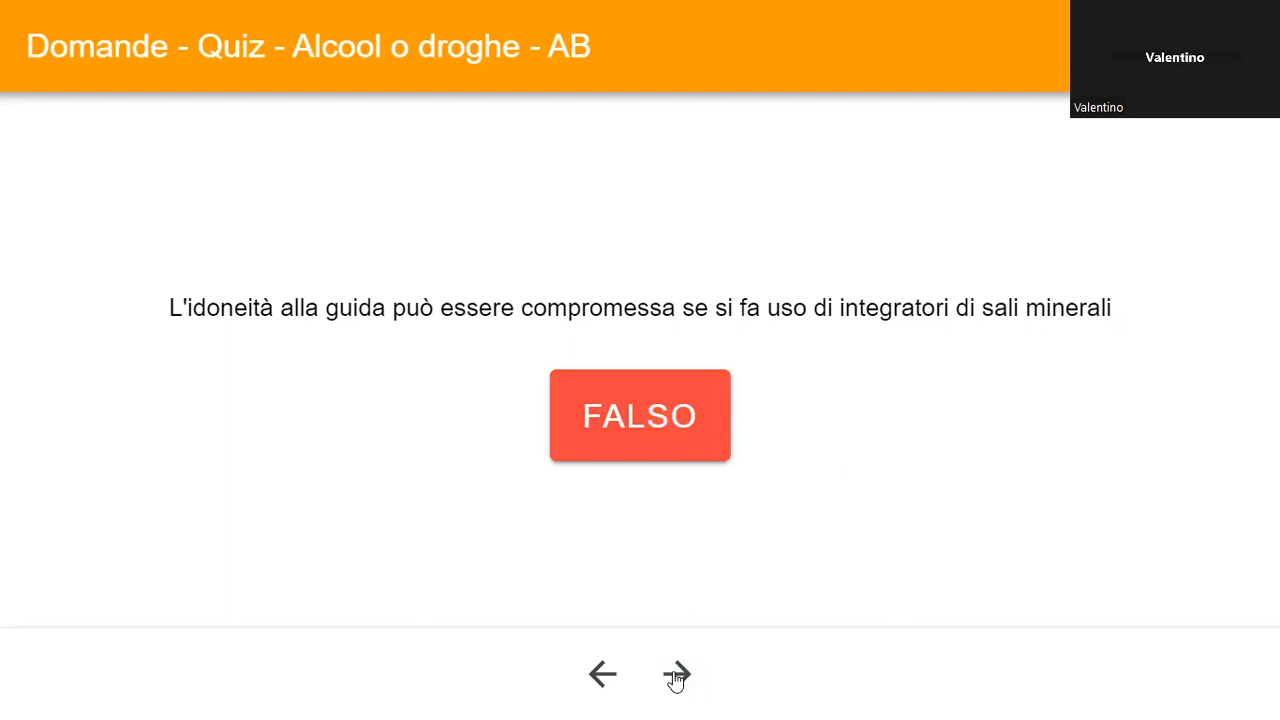 Domande - Quiz - Alcool o droghe - AB
Valentino
Valentino
L'idoneità alla guida può essere compromessa se si fa uso di integratori di sali minerali
FALSO